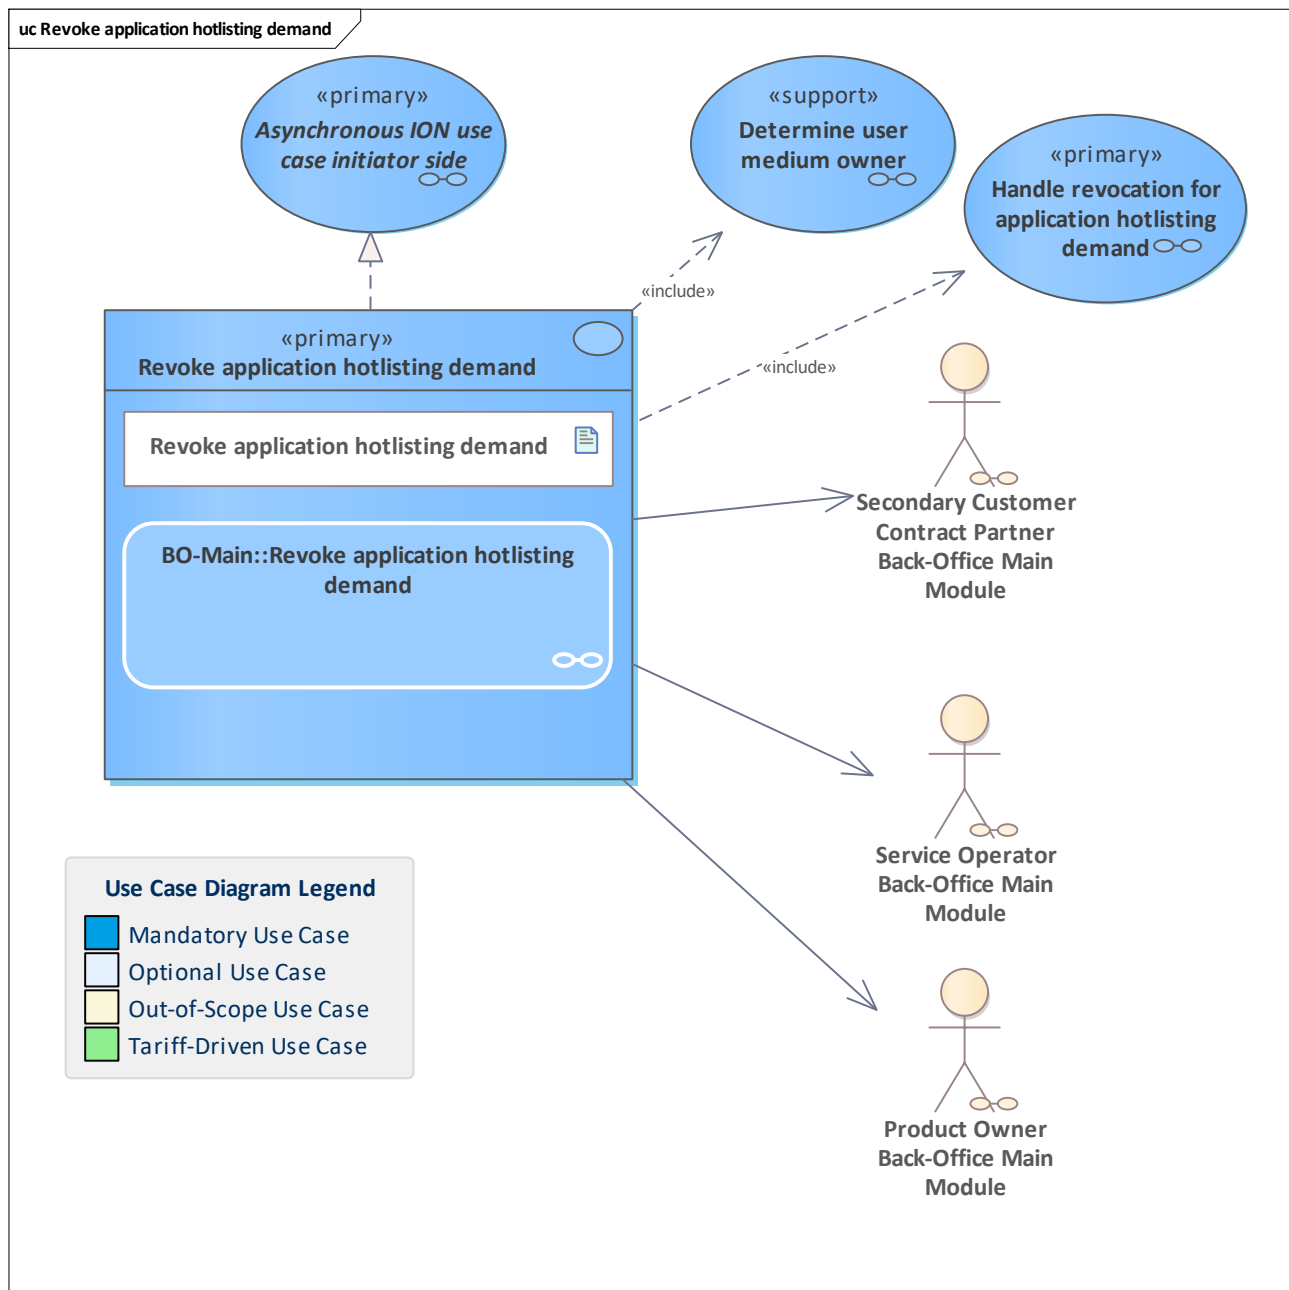 uc Revoke application hotlisting demand
«primary»
Asynchronous ION use
case initiator side
«support»
Determine user
medium owner
«primary»
Handle revocation for
application hotlisting
demand
«include»
«include»
«primary»
Revoke application hotlisting demand
Revoke application hotlisting demand
BO-Main::Revoke application hotlisting
demand
Secondary Customer
Contract Partner
Back-Office Main
Module
Service Operator
Back-Office Main
Module
Product Owner
Back-Office Main
Module
Use Case Diagram Legend
Mandatory Use Case
Optional Use Case
Out-of-Scope Use Case
Tariff-Driven Use Case